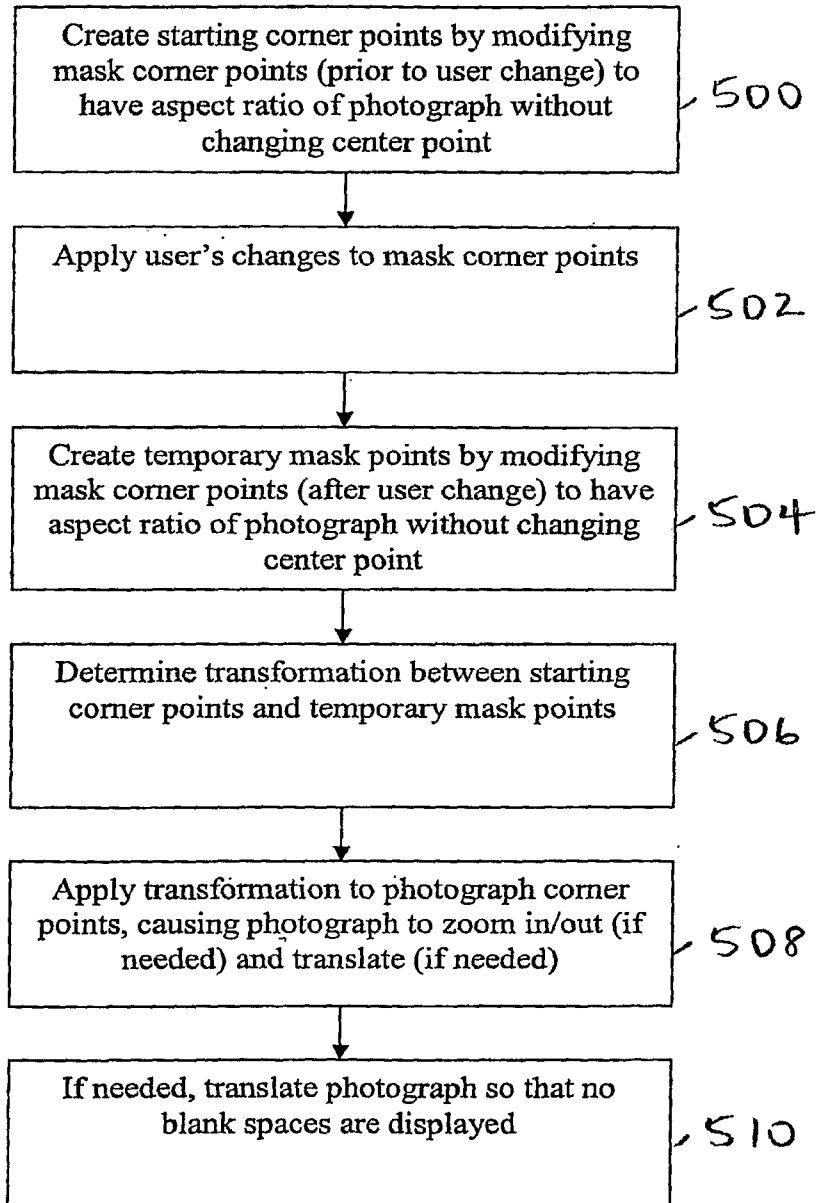 Create starting corner points by modifying
mask corner points (prior to user change) to
have aspect ratio of photograph without
changing center point
500
Apply user's changes to mask corner points
502
Create temporary mask points by modifying
mask corner points (after user change) to have
aspect ratio of photograph without changing
center point
504
Determine transformation between starting
corner points and temporary mask points
506
Apply transformation to photograph corner
points, causing photograph to zoom in/out (if
needed) and translate (if needed)
508
If needed, translate photograph so that no
blank spaces are displayed
510